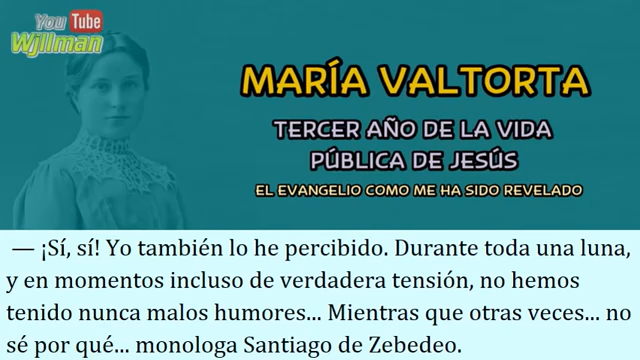 You Tube
Wjllman
MARÍA VALTORTA
TERCER AÑO DE LA VIDA
PÚBLICA DE JESÚS
EL EVANGELIO COMO ME HA SIDO REVELADO
— ¡Sí, sí! Yo también lo he percibido. Durante toda una luna,
y en momentos incluso de verdadera tensión, no hemos
tenido nunca malos humores... Mientras que otras veces... no
sé por qué... monologa Santiago de Zebedeo.